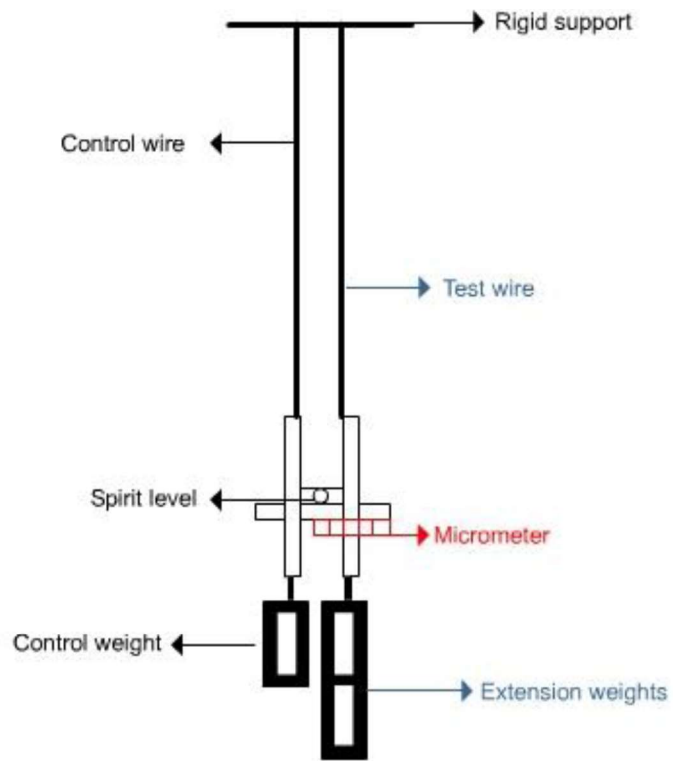 Rigid support
Control wire
Test wire
Spirit level
Micrometer
Control weight
Extension weights